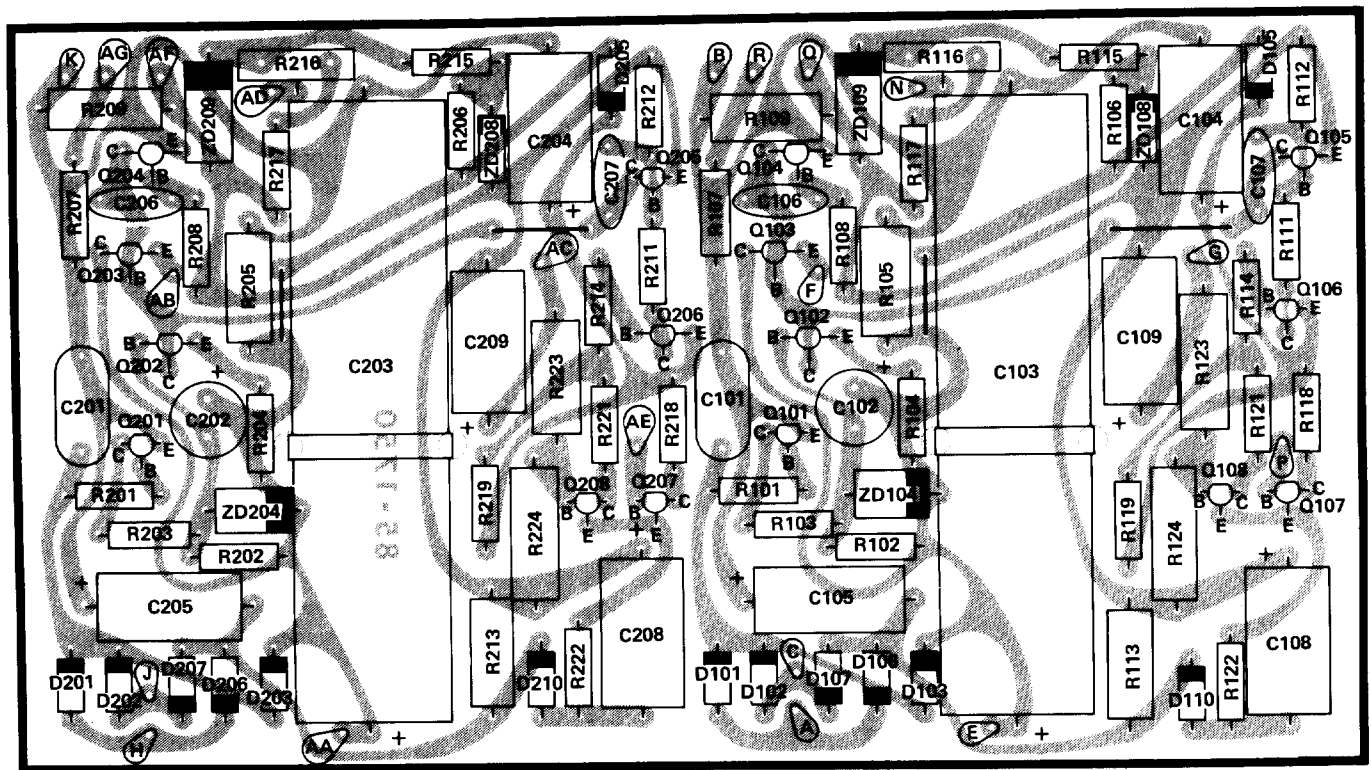 K AG AF R216 R215 D205 B R Q R116 R115 D105 R112
R209 ZD209 AD R206 ZD208 C204 R212 R109 ZD109 N R106 ZD108 C104
C E Q204 B R217 C207 Q205 C E B C E Q104 B R117 C107 Q105 C E B
R207 C206 R208 R107 C106 R108
+ +
C E Q203 B R205 AC R211 C Q103 E B R105 G R111
AB R214 F R114
B E Q202 C C203 C209 R223 Q206 B E C Q102 B E C C103 C109 R123 Q106 B E C
C201 + C202 R204 R221 AE R218 C101 C102 R104 R121 R118
Q201 C E B + Q101 C E B + P
R201 ZD204 R219 R224 Q208 B C E Q207 B C E R101 ZD104 R119 R124 Q108 B C E C Q107 B E
R203 R202 + R103 R102 +
+ C205 + C105
R213 R222 C208 R113 R122 C108
D201 D202 J D207 D206 D203 D210 D101 D102 C D107 D106 D103 D110
H AA + A E +